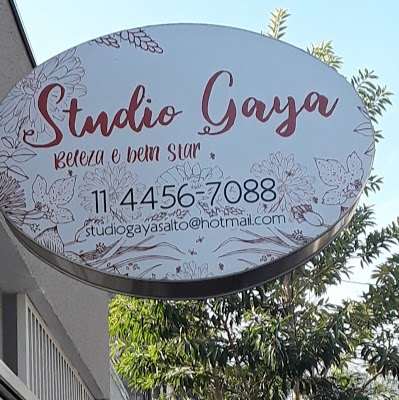 Studio Gaya
Beleza e bem Star
11 4456-7088
studiogayasalto@hotmail.com